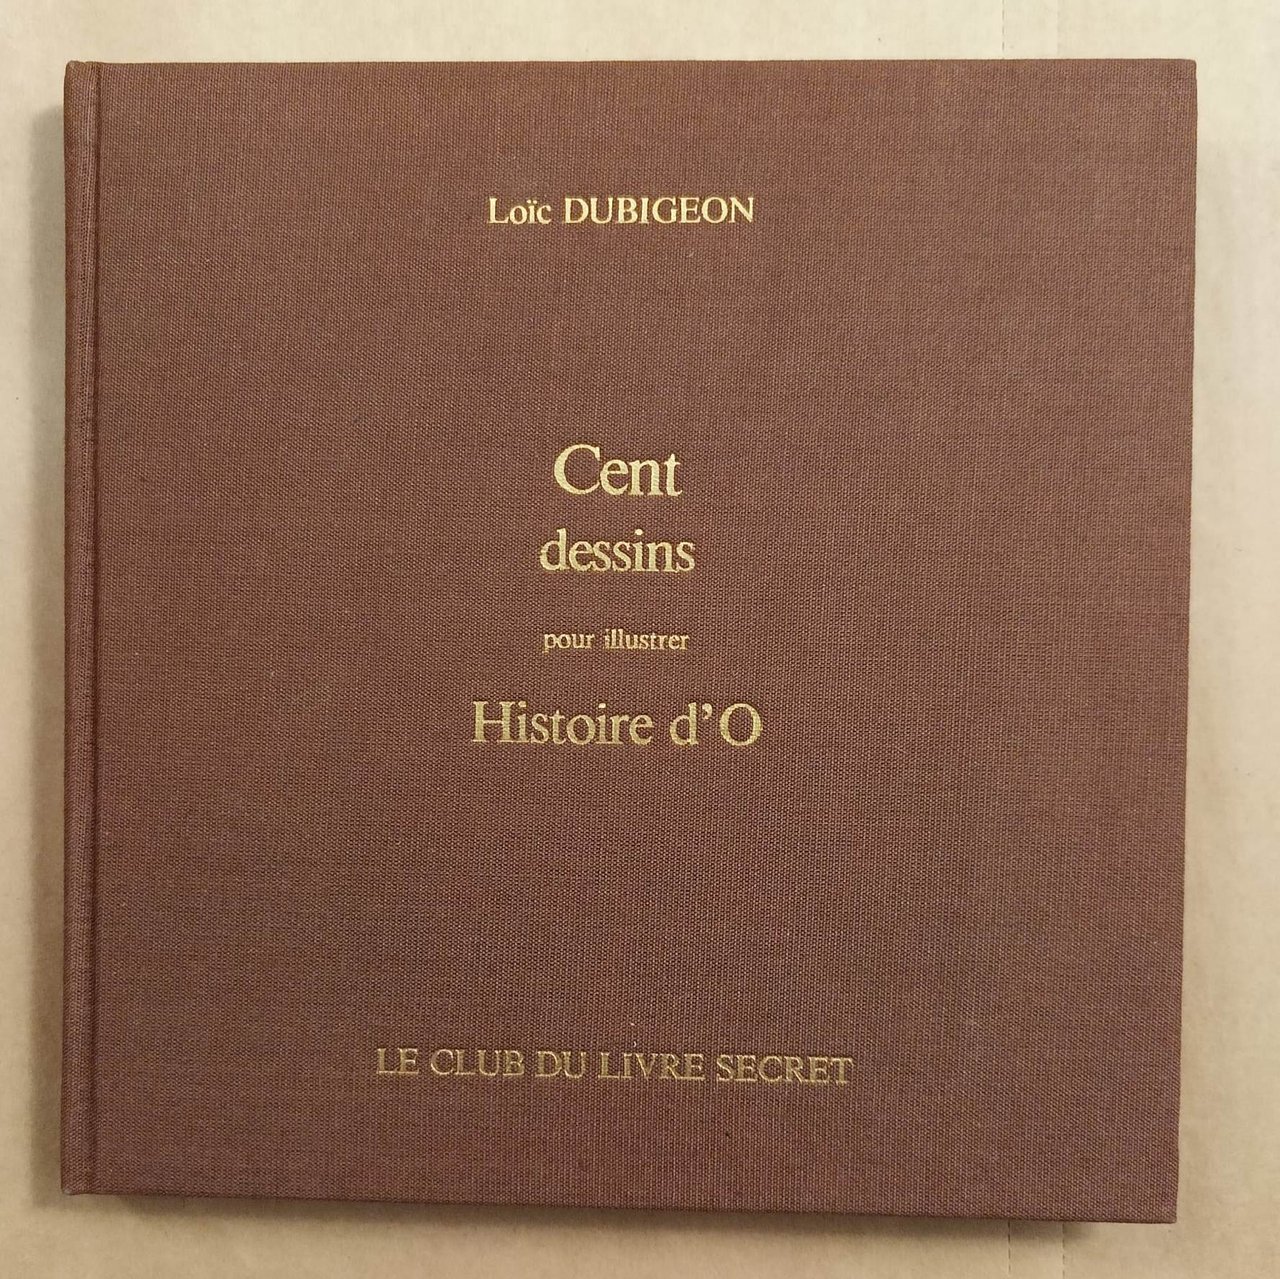 Loïc DUBIGEON
Cent
dessins
pour illustrer
Histoire d'O
LE CLUB DU LIVRE SECRET